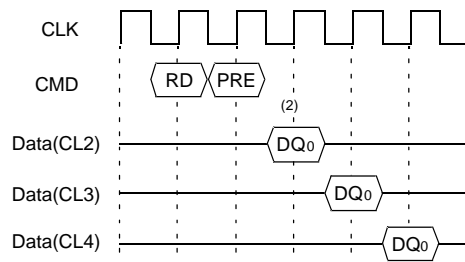 CLK
CMD RD PRE
(2)
Data(CL2) DQ0
Data(CL3) DQ0
Data(CL4) DQ0